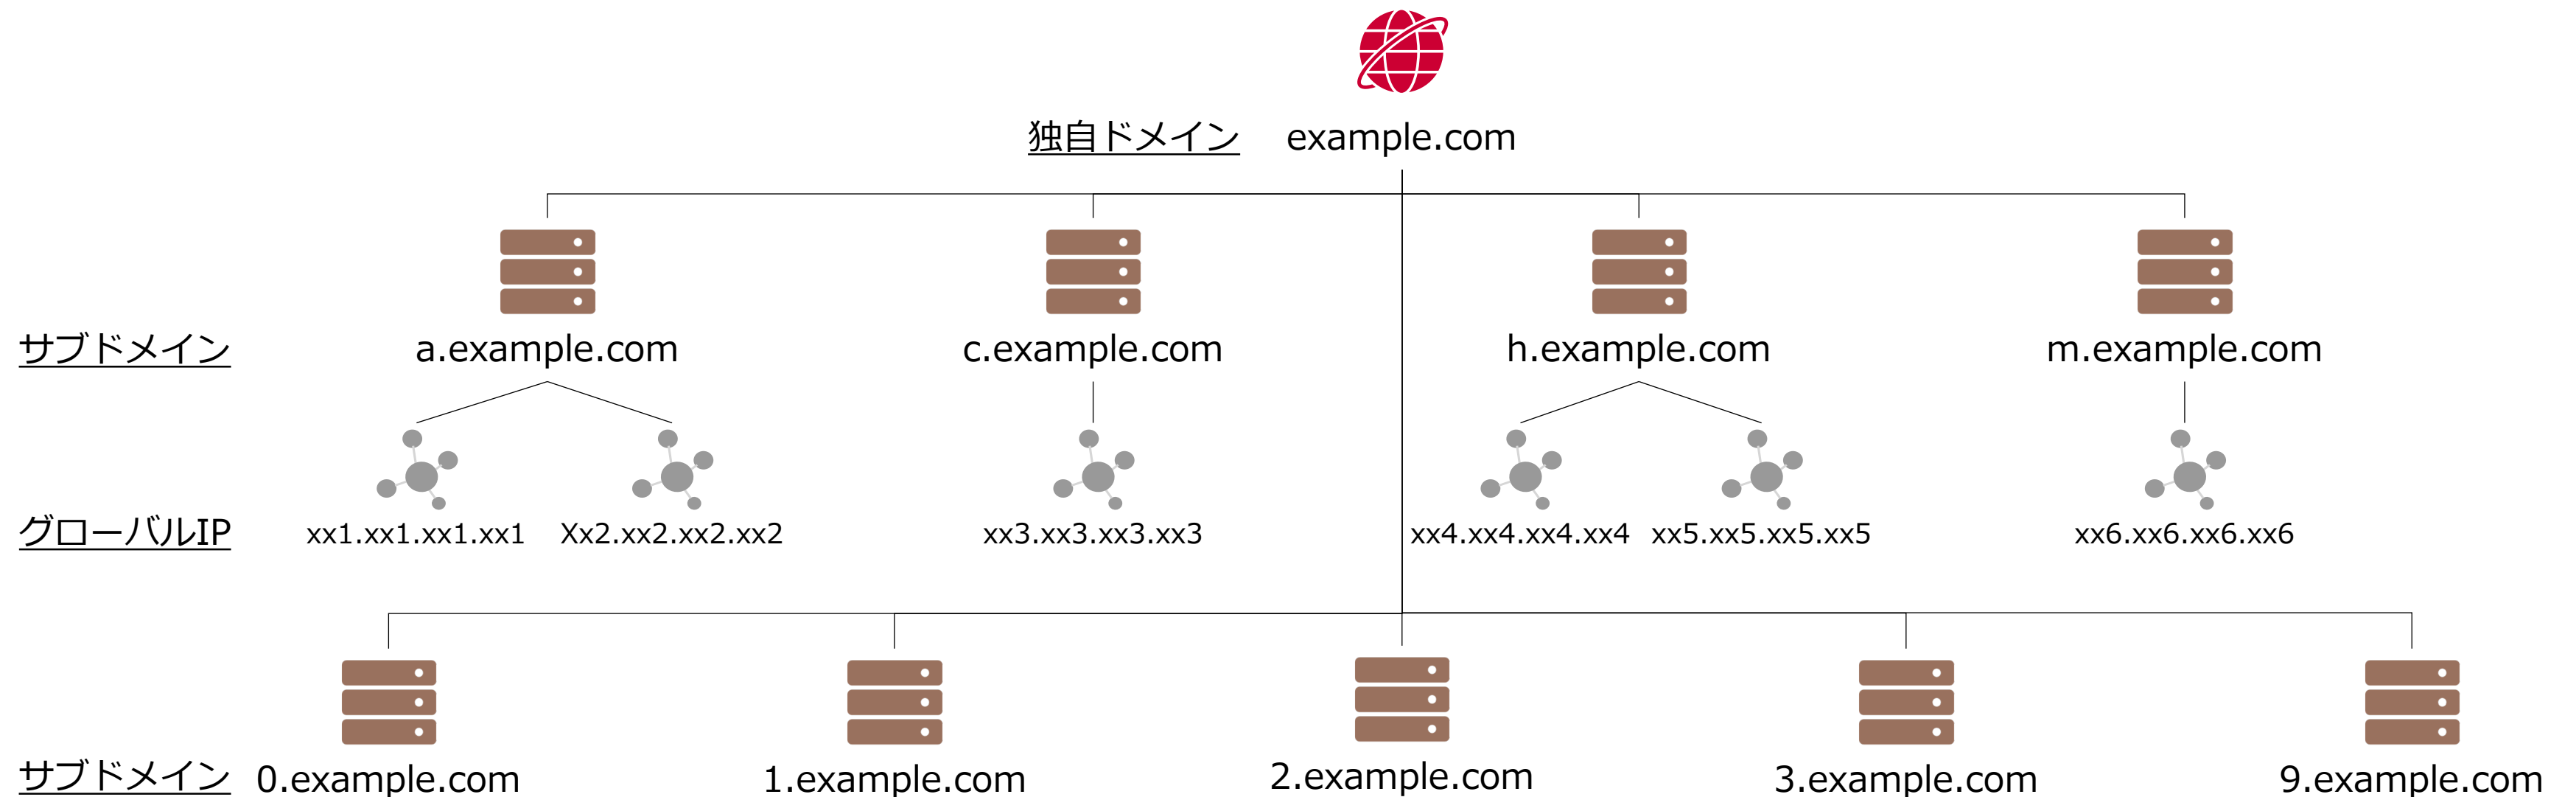 独自ドメイン example.com
サブドメイン a.example.com c.example.com h.example.com m.example.com
グローバルIP xx1.xx1.xx1.xx1 Xx2.xx2.xx2.xx2 xx3.xx3.xx3.xx3 xx4.xx4.xx4.xx4 xx5.xx5.xx5.xx5 xx6.xx6.xx6.xx6
サブドメイン 0.example.com 1.example.com 2.example.com 3.example.com 9.example.com